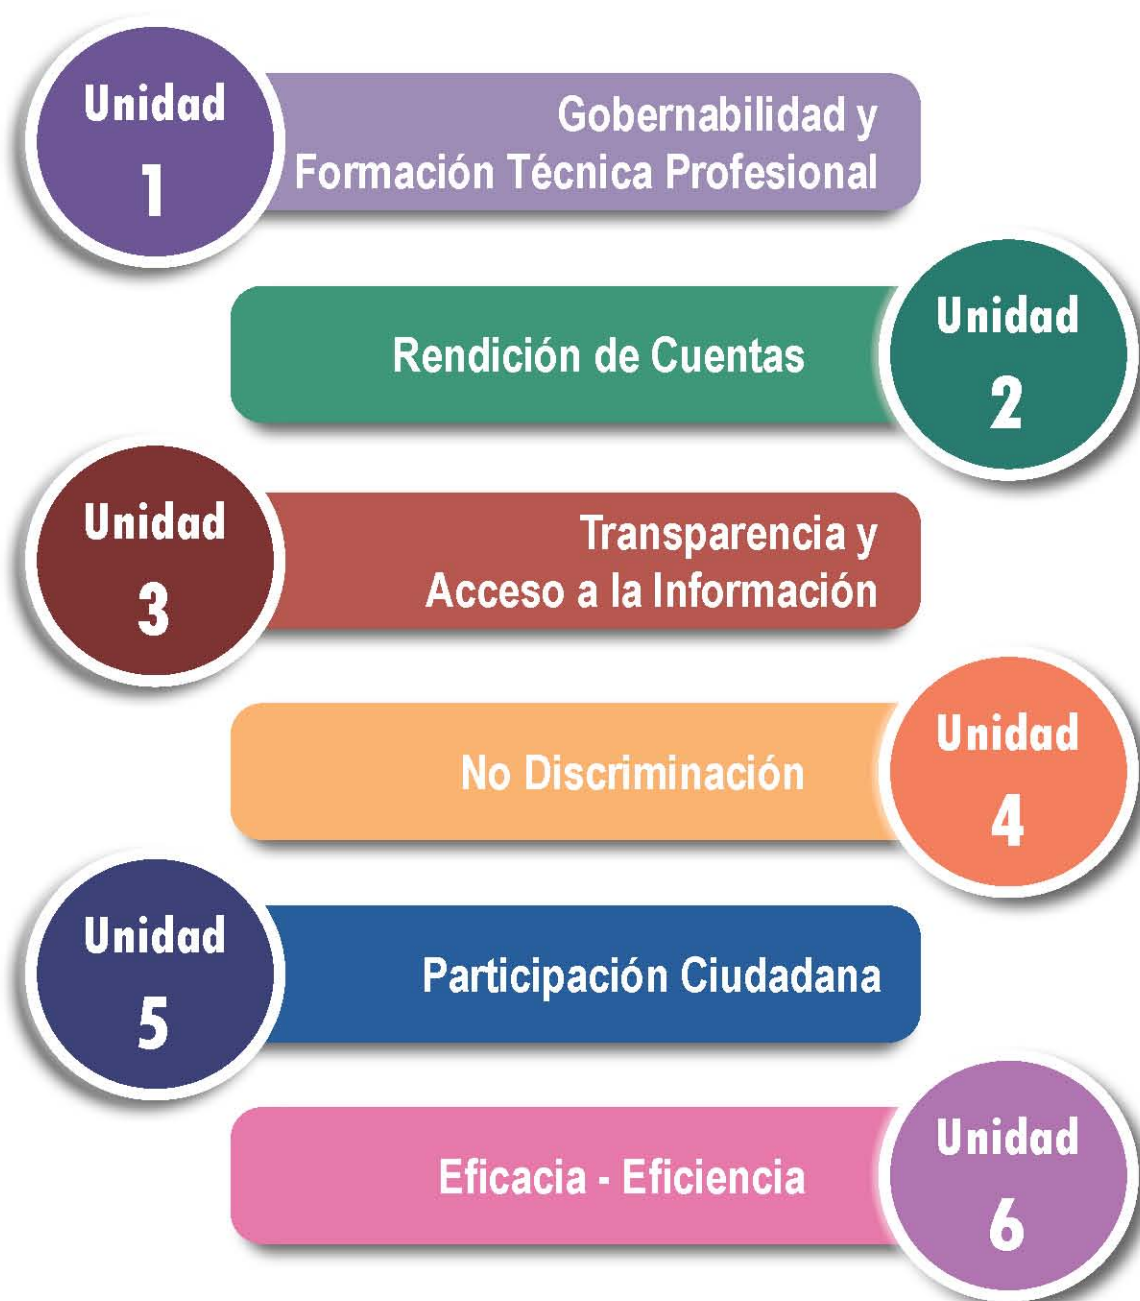 Unidad
1
Gobernabilidad y
Formación Técnica Profesional
Rendición de Cuentas
Unidad
2
Unidad
3
Transparencia y
Acceso a la Información
No Discriminación
Unidad
4
Unidad
5
Participación Ciudadana
Eficacia - Eficiencia
Unidad
6